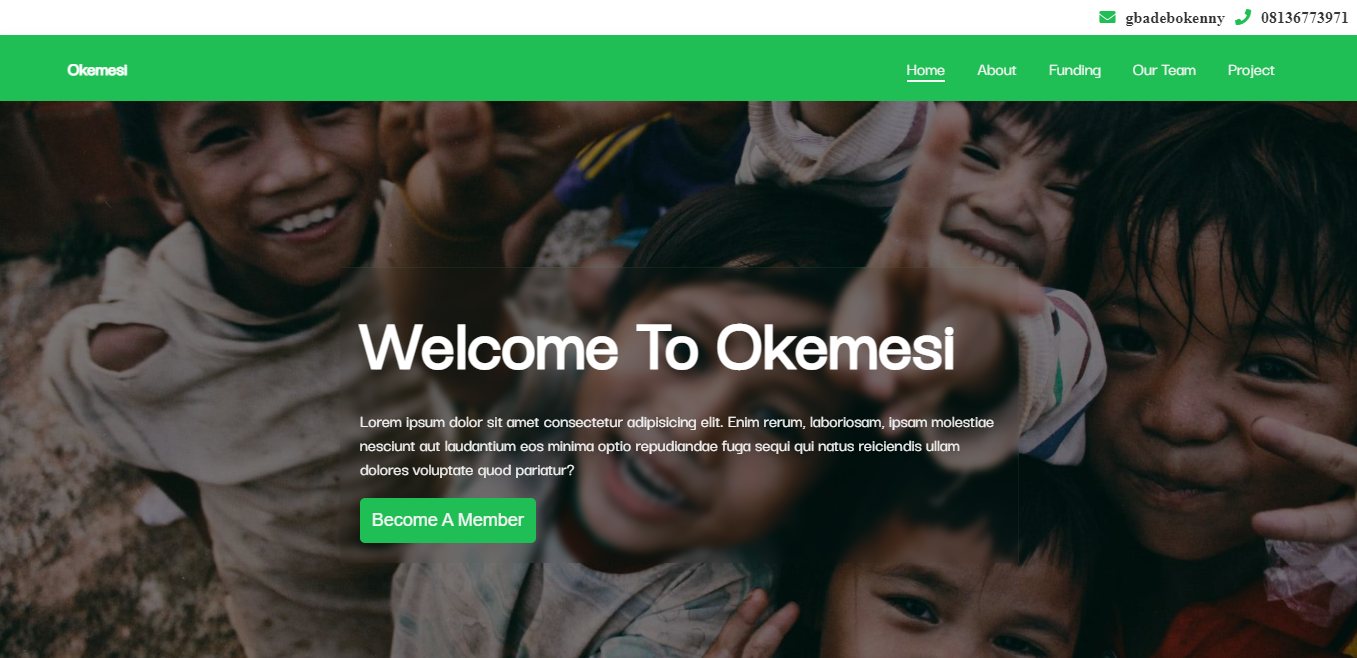 gbadebokenny 08136773971
Okemesi Home About Funding Our Team Project
Welcome To Okemesi
Lorem ipsum dolor sit amet consectetur adipisicing elit. Enim rerum, laboriosam, ipsam molestiae
nesciunt aut laudantium eos minima optio repudiandae fuga sequi qui natus reiciendis ullam
dolores voluptate quod pariatur?
Become A Member